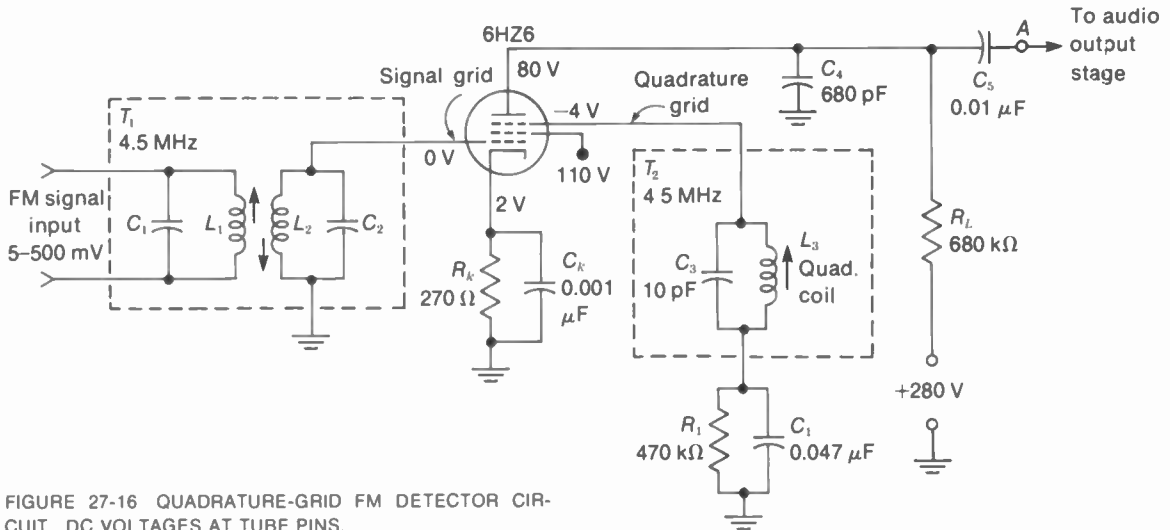 6HZ6
80 V
Signal grid
Quadrature
grid
−4 V
0 V
110 V
2 V
T₁
4.5 MHz
FM signal
input
5–500 mV
C₁
L₁
L₂
C₂
Rₖ
270 Ω
Cₖ
0.001
μF
T₂
4 5 MHz
C₃
10 pF
L₃
Quad.
coil
R₁
470 kΩ
C₁
0.047 μF
C₄
680 pF
C₅
0.01 μF
A
To audio
output
stage
R_L
680 kΩ
+280 V
FIGURE 27-16 QUADRATURE-GRID FM DETECTOR CIR-
CUIT. DC VOLTAGES AT TUBE PINS.